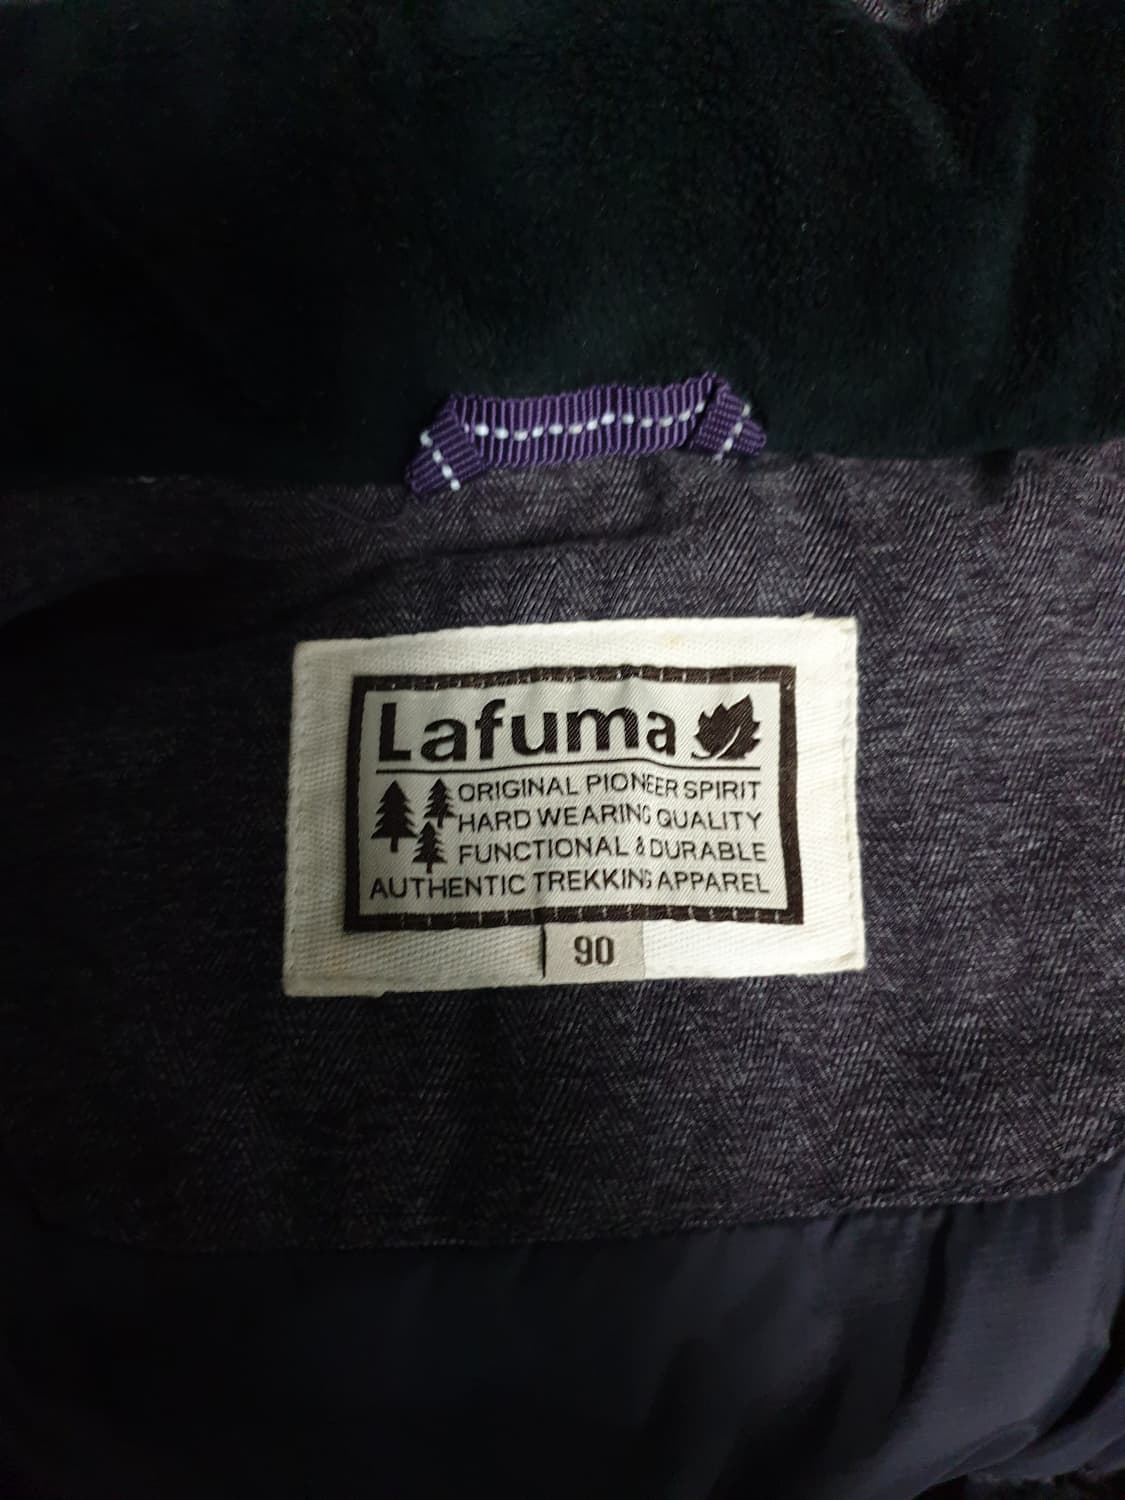 Lafuma
ORIGINAL PIONEER SPIRIT
HARD WEARING QUALITY
FUNCTIONAL & DURABLE
AUTHENTIC TREKKING APPAREL
90